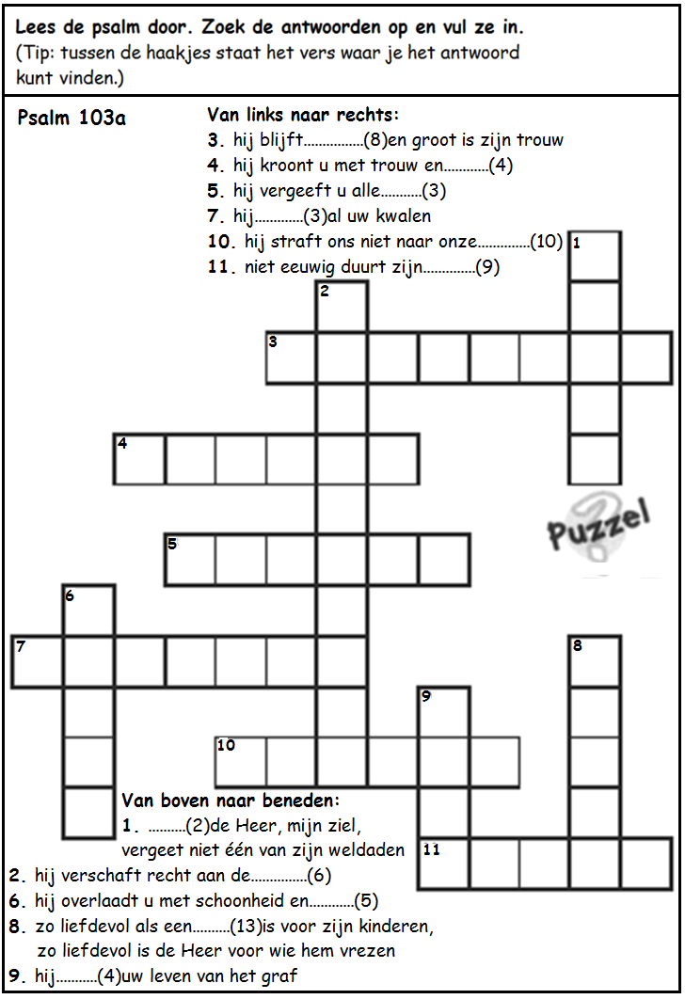 Lees de psalm door. Zoek de antwoorden op en vul ze in.
(Tip: tussen de haakjes staat het vers waar je het antwoord
kunt vinden.)
Psalm 103a
Van links naar rechts:
3. hij blijft................(8)en groot is zijn trouw
4. hij kroont u met trouw en............(4)
5. hij vergeeft u alle...........(3)
7. hij.............(3)al uw kwalen
10. hij straft ons niet naar onze..............(10)
11. niet eeuwig duurt zijn..............(9)
1
2
3
4
5
Puzzel
6
7
8
9
10
11
Van boven naar beneden:
1. ..........(2)de Heer, mijn ziel,
vergeet niet één van zijn weldaden
2. hij verschaft recht aan de...............(6)
6. hij overlaadt u met schoonheid en............(5)
8. zo liefdevol als een..........(13)is voor zijn kinderen,
zo liefdevol is de Heer voor wie hem vrezen
9. hij...........(4)uw leven van het graf